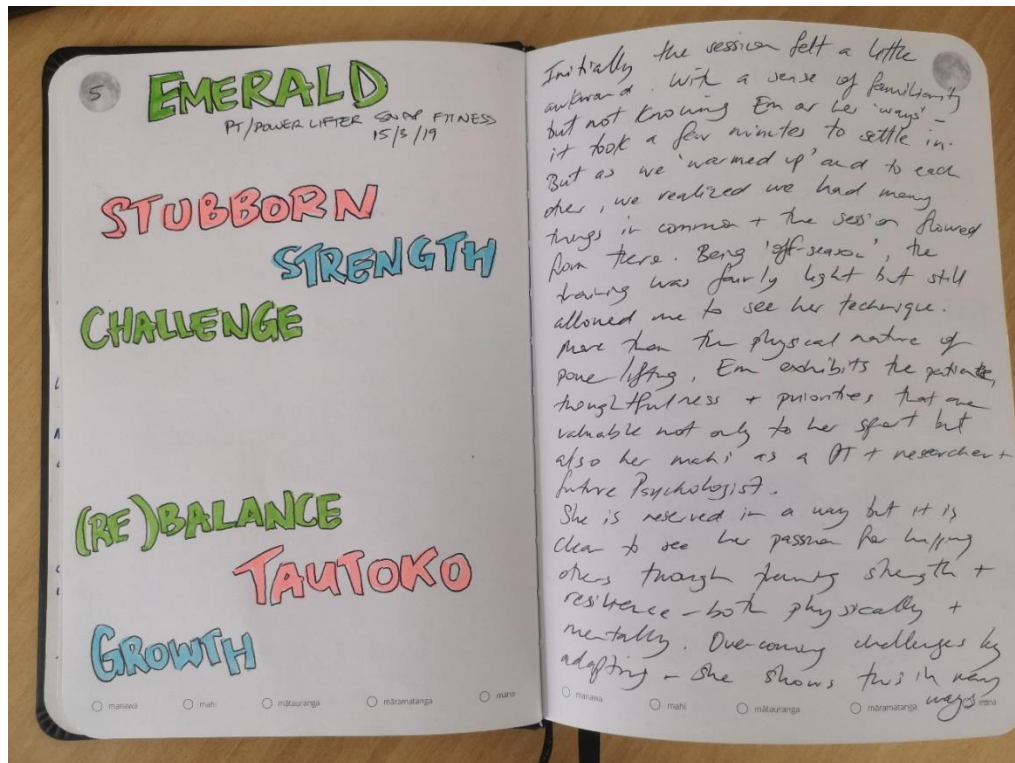 5
EMERALD
PT/POWER LIFTER SNAP FITNESS
15/3/19
STUBBORN
STRENGTH
CHALLENGE
(RE)BALANCE
TAUTOKO
GROWTH
manawa mahi mātauranga māramatanga mana
Initially the session felt a little
awkward. With a sense of familiarity
but not knowing Em or her 'ways' –
it took a few minutes to settle in.
But as we 'warmed up' and to each
other, we realized we had many
things in common + the session flowed
from there. Being 'off-season', the
training was fairly light but still
allowed me to see her technique.
More than the physical nature of
power lifting, Em exhibits the patience,
thoughtfulness + priorities that are
valuable not only to her sport but
also her mahi as a PT + researcher +
future Psychologist.
She is reserved in a way but it is
clear to see her passion for helping
others through strength +
resilience – both physically +
mentally. Overcoming challenges by
adapting – she shows this in many
ways
manawa mahi mātauranga māramatanga mana